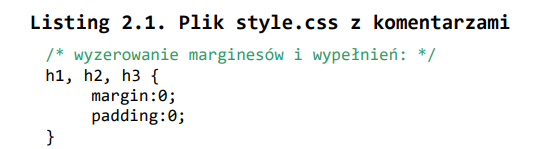 Listing 2.1. Plik style.css z komentarzami
/* wyzerowanie marginesów i wypełnień: */
h1, h2, h3 {
margin:0;
padding:0;
}